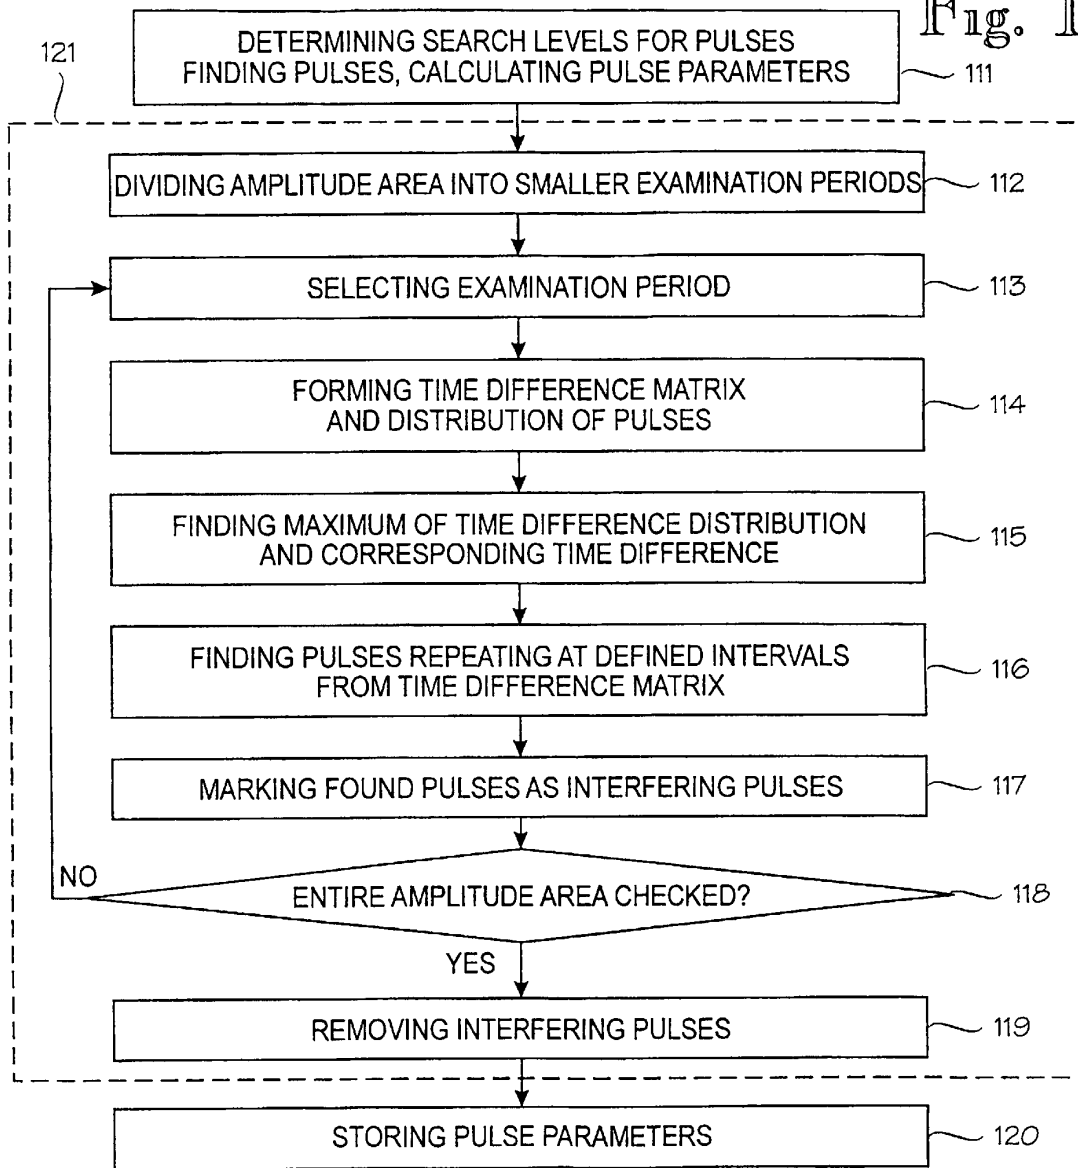 Fig. 1
121
DETERMINING SEARCH LEVELS FOR PULSES
FINDING PULSES, CALCULATING PULSE PARAMETERS
111
DIVIDING AMPLITUDE AREA INTO SMALLER EXAMINATION PERIODS
112
SELECTING EXAMINATION PERIOD
113
FORMING TIME DIFFERENCE MATRIX
AND DISTRIBUTION OF PULSES
114
FINDING MAXIMUM OF TIME DIFFERENCE DISTRIBUTION
AND CORRESPONDING TIME DIFFERENCE
115
FINDING PULSES REPEATING AT DEFINED INTERVALS
FROM TIME DIFFERENCE MATRIX
116
MARKING FOUND PULSES AS INTERFERING PULSES
117
NO
ENTIRE AMPLITUDE AREA CHECKED?
118
YES
REMOVING INTERFERING PULSES
119
STORING PULSE PARAMETERS
120